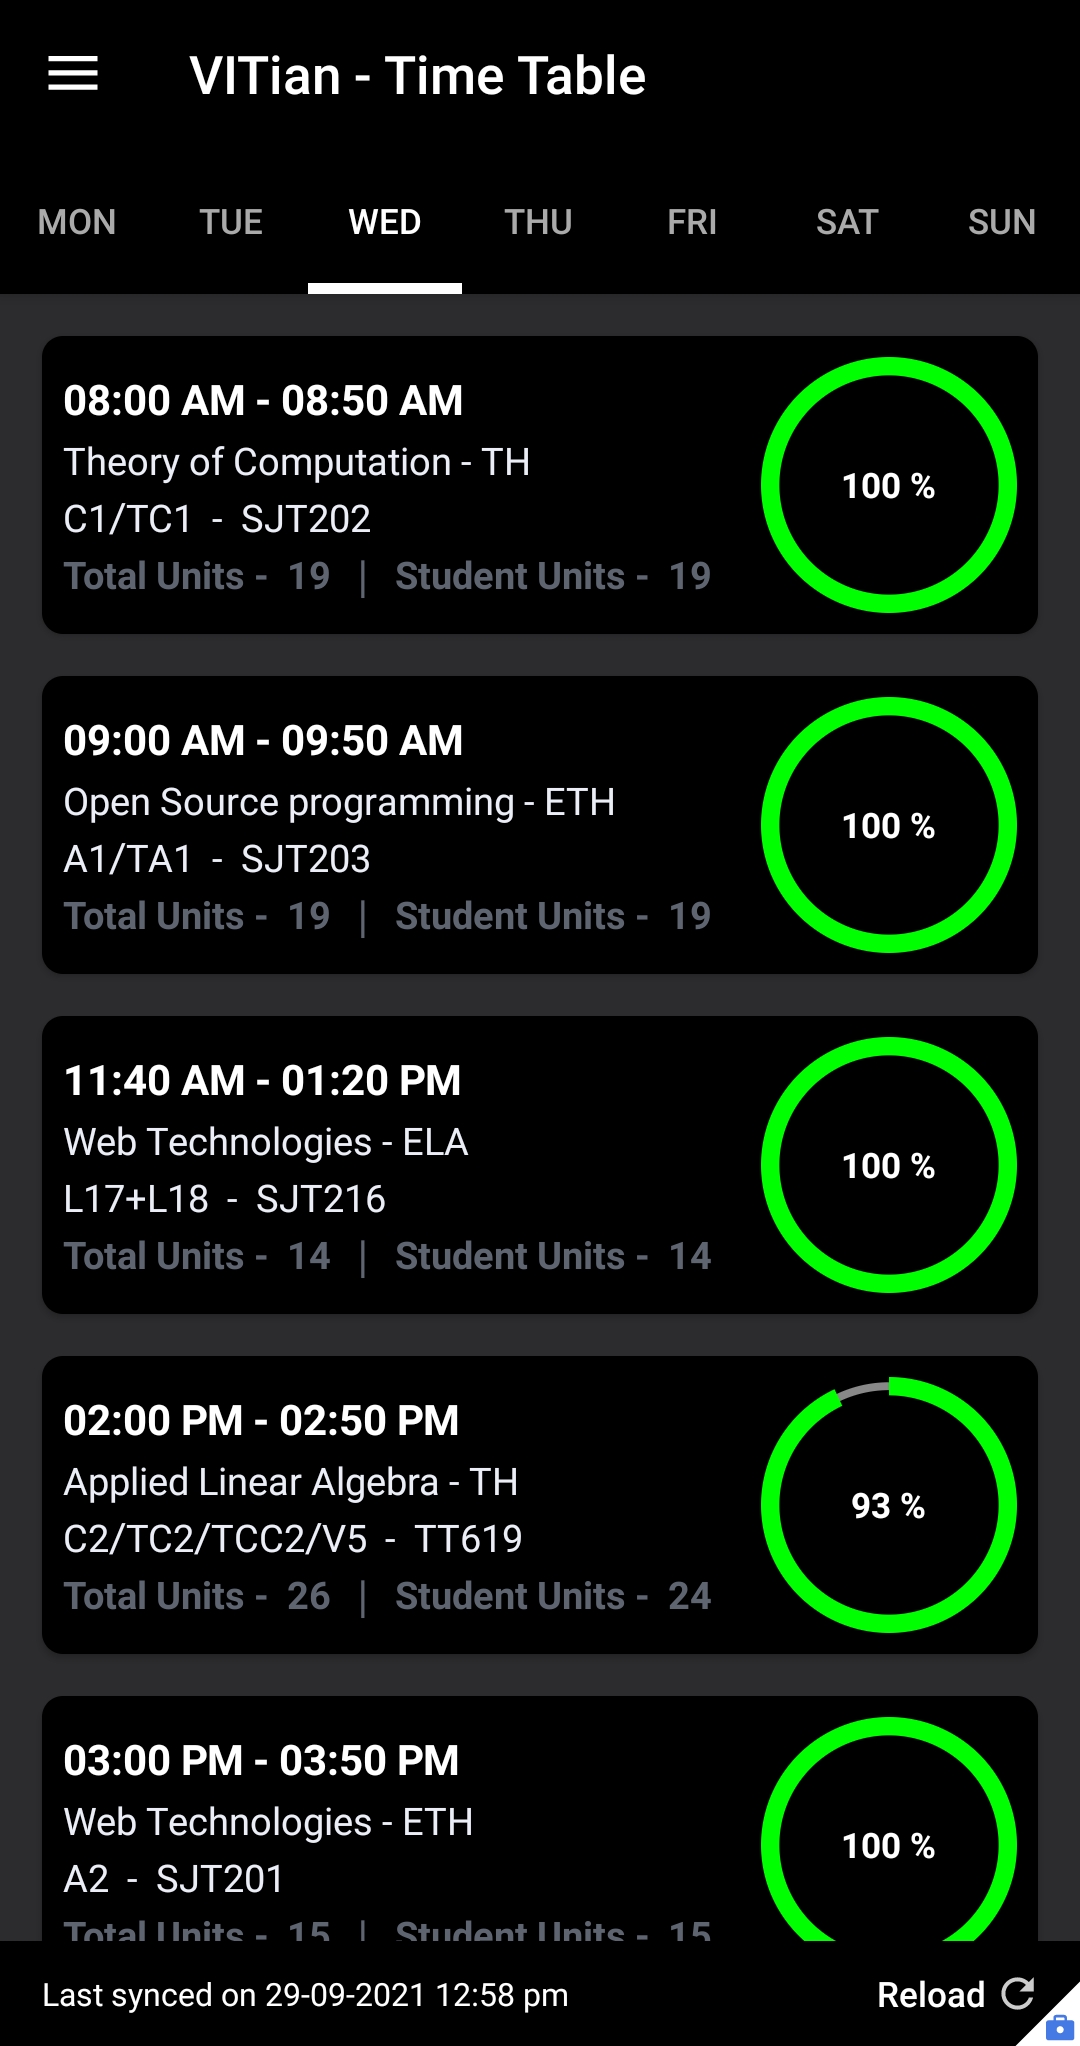 VITian - Time Table
MON TUE WED THU FRI SAT SUN
08:00 AM - 08:50 AM
Theory of Computation - TH
C1/TC1 - SJT202
Total Units - 19 | Student Units - 19
100 %
09:00 AM - 09:50 AM
Open Source programming - ETH
A1/TA1 - SJT203
Total Units - 19 | Student Units - 19
100 %
11:40 AM - 01:20 PM
Web Technologies - ELA
L17+L18 - SJT216
Total Units - 14 | Student Units - 14
100 %
02:00 PM - 02:50 PM
Applied Linear Algebra - TH
C2/TC2/TCC2/V5 - TT619
Total Units - 26 | Student Units - 24
93 %
03:00 PM - 03:50 PM
Web Technologies - ETH
A2 - SJT201
Total Units - 15 | Student Units - 15
100 %
Last synced on 29-09-2021 12:58 pm
Reload